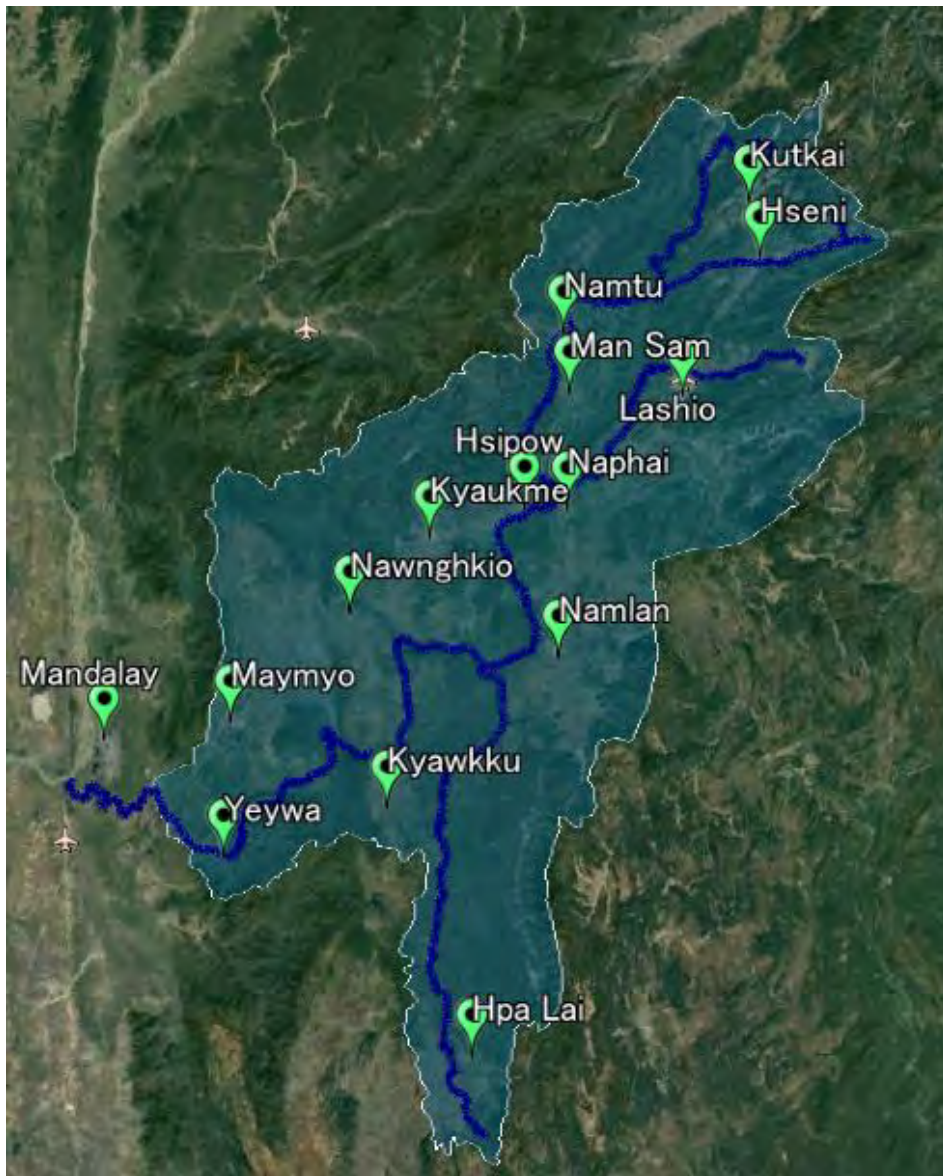 Kutkai
Hseni
Namtu
Man Sam
Lashio
Hsipow
Naphai
Kyaukme
Nawnghkio
Namlan
Mandalay
Maymyo
Kyawkku
Yeywa
Hpa Lai